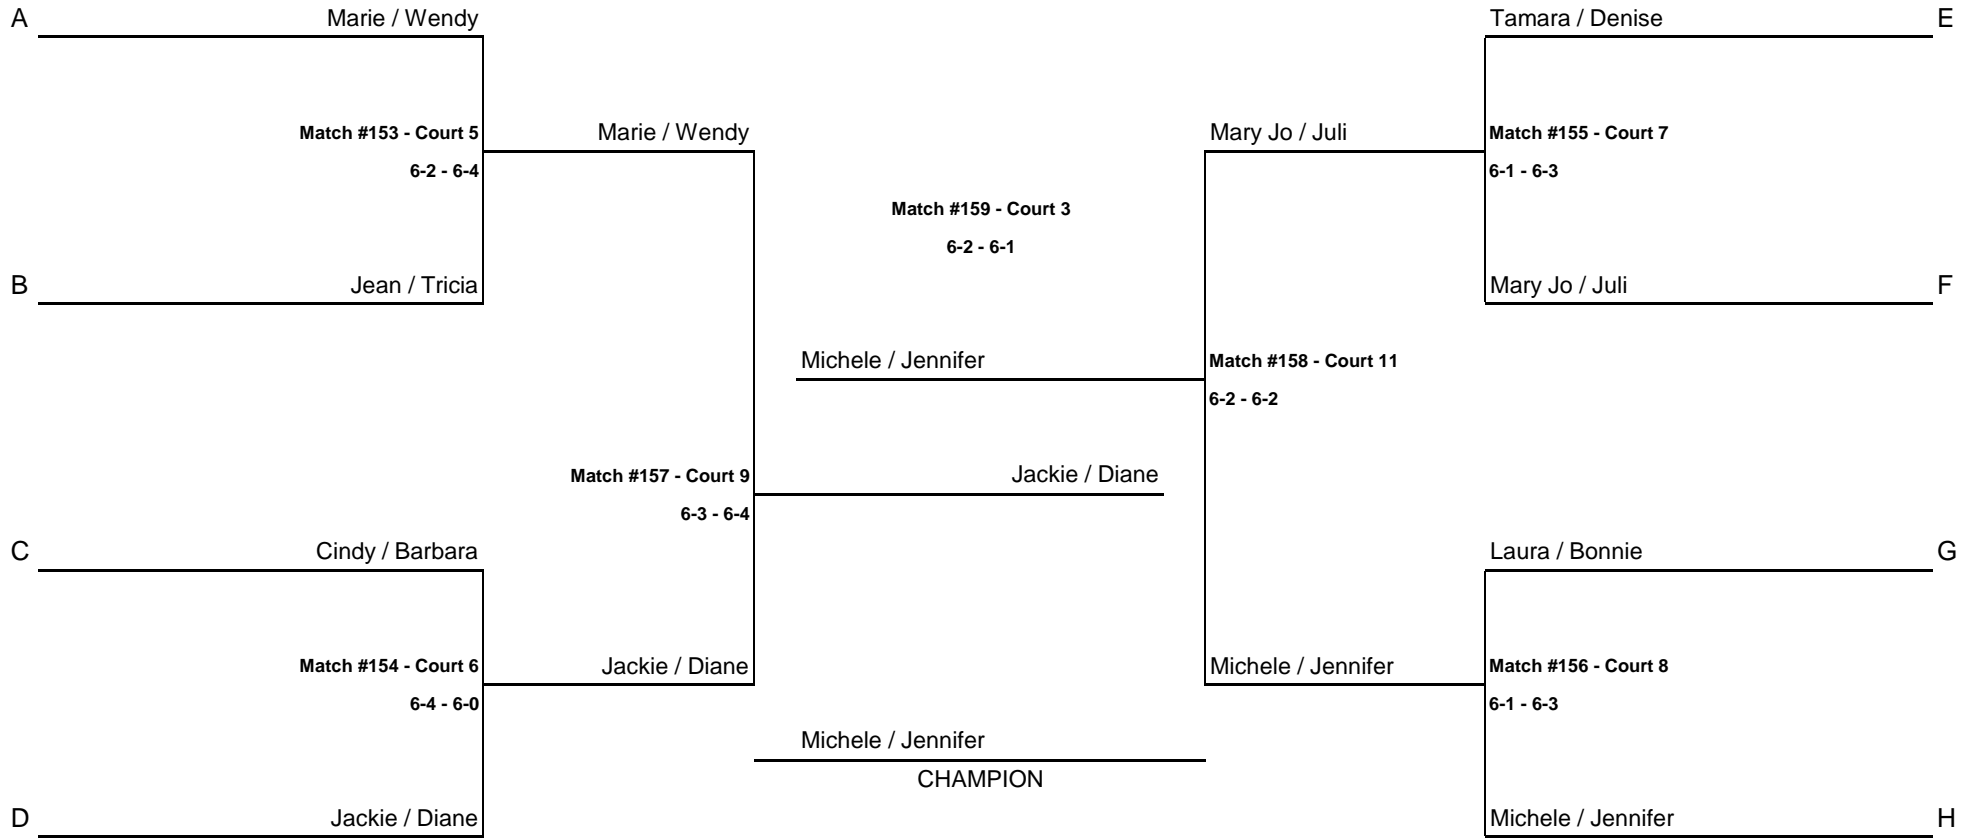 A
Marie / Wendy
Tamara / Denise
E
Match #153 - Court 5
Marie / Wendy
Mary Jo / Juli
Match #155 - Court 7
6-2 - 6-4
6-1 - 6-3
Match #159 - Court 3
6-2 - 6-1
B
Jean / Tricia
Mary Jo / Juli
F
Michele / Jennifer
Match #158 - Court 11
6-2 - 6-2
Match #157 - Court 9
Jackie / Diane
6-3 - 6-4
C
Cindy / Barbara
Laura / Bonnie
G
Match #154 - Court 6
Jackie / Diane
Michele / Jennifer
Match #156 - Court 8
6-4 - 6-0
6-1 - 6-3
Michele / Jennifer
CHAMPION
D
Jackie / Diane
Michele / Jennifer
H